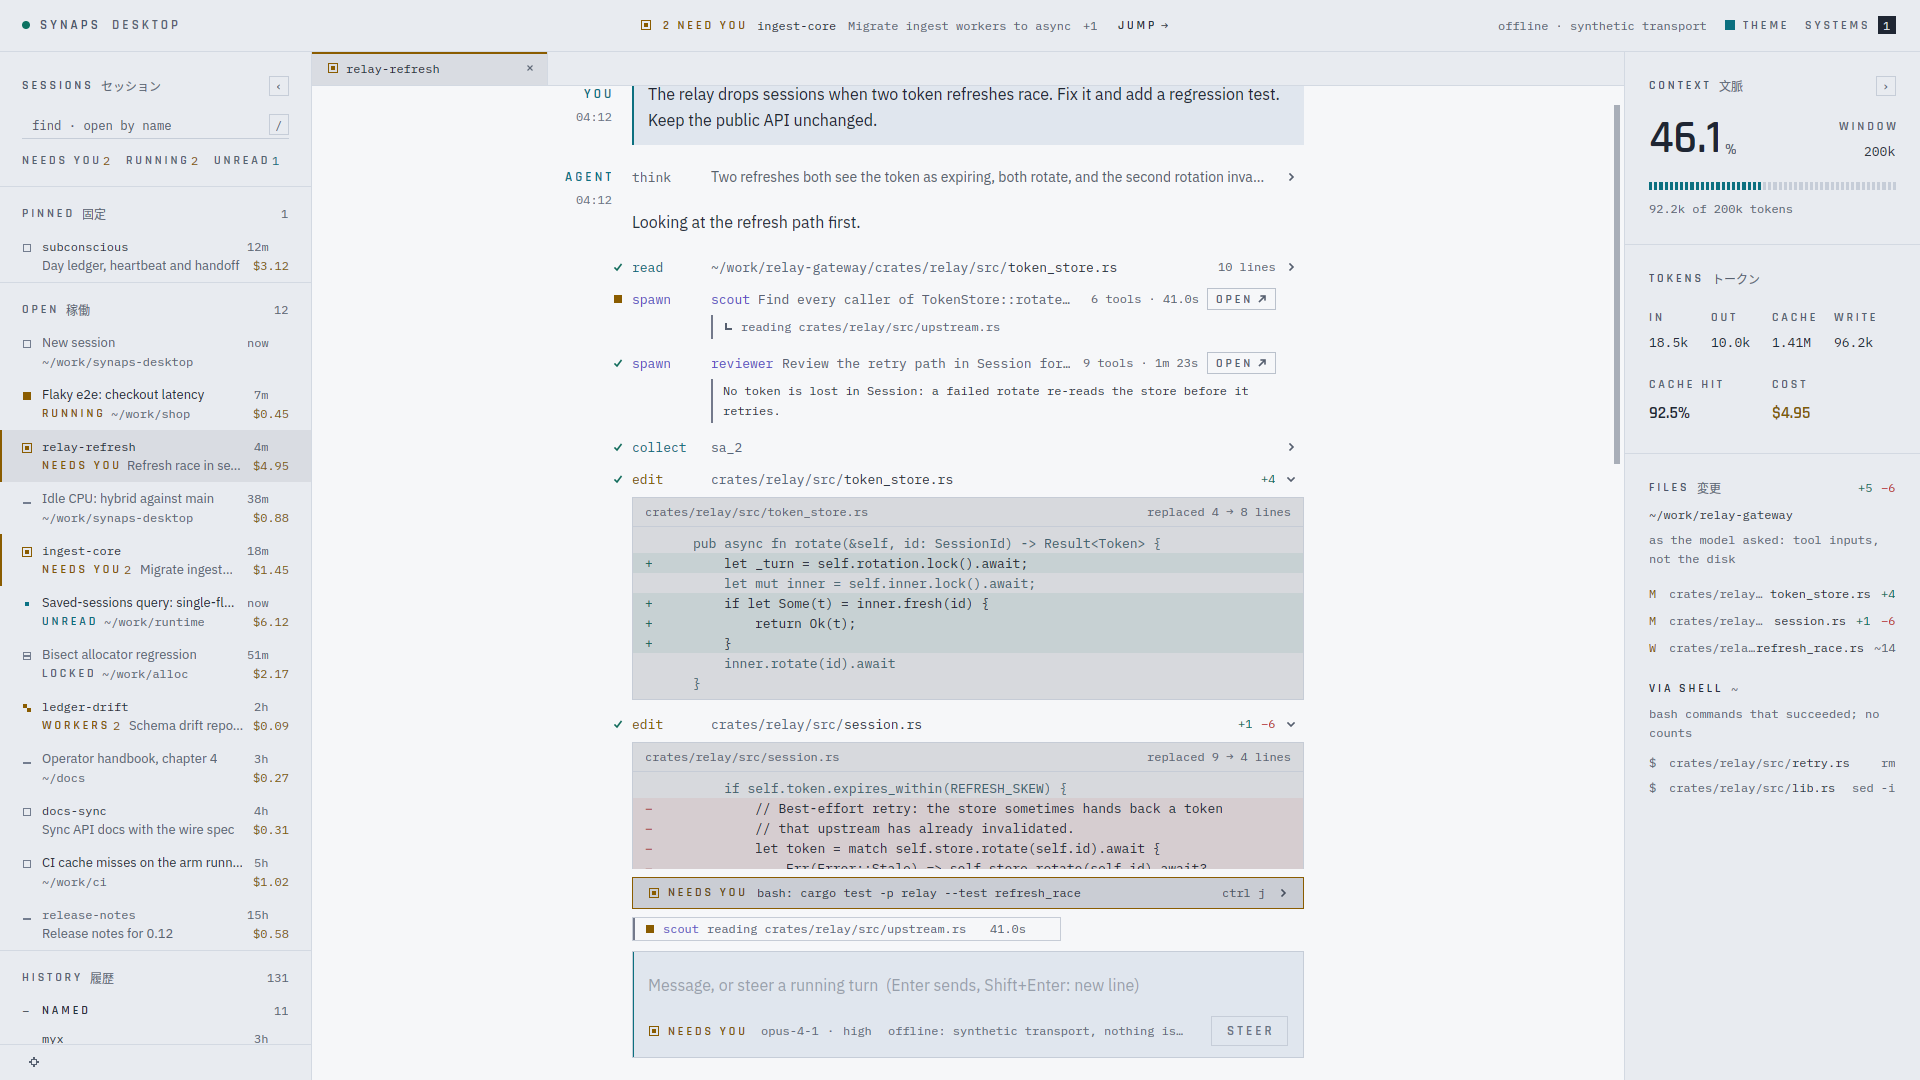 SYNAPS DESKTOP
2 NEED YOU ingest-core Migrate ingest workers to async +1 JUMP →
offline · synthetic transport THEME SYSTEMS 1
SESSIONS セッション ‹
find · open by name /
NEEDS YOU 2 RUNNING 2 UNREAD 1
PINNED 固定 1
subconscious 12m
Day ledger, heartbeat and handoff $3.12
OPEN 稼働 12
New session now
~/work/synaps-desktop
Flaky e2e: checkout latency 7m
RUNNING ~/work/shop $0.45
relay-refresh 4m
NEEDS YOU Refresh race in se… $4.95
Idle CPU: hybrid against main 38m
~/work/synaps-desktop $0.88
ingest-core 18m
NEEDS YOU 2 Migrate ingest… $1.45
Saved-sessions query: single-fl… now
UNREAD ~/work/runtime $6.12
Bisect allocator regression 51m
LOCKED ~/work/alloc $2.17
ledger-drift 2h
WORKERS 2 Schema drift repo… $0.09
Operator handbook, chapter 4 3h
~/docs $0.27
docs-sync 4h
Sync API docs with the wire spec $0.31
CI cache misses on the arm runn… 5h
~/work/ci $1.02
release-notes 15h
Release notes for 0.12 $0.58
HISTORY 履歴 131
– NAMED 11
myx 3h
relay-refresh ×
YOU
04:12
The relay drops sessions when two token refreshes race. Fix it and add a regression test.
Keep the public API unchanged.
AGENT
04:12
think Two refreshes both see the token as expiring, both rotate, and the second rotation inva… ›
Looking at the refresh path first.
✓ read ~/work/relay-gateway/crates/relay/src/token_store.rs 10 lines ›
spawn scout Find every caller of TokenStore::rotate… 6 tools · 41.0s OPEN ↗
reading crates/relay/src/upstream.rs
✓ spawn reviewer Review the retry path in Session for… 9 tools · 1m 23s OPEN ↗
No token is lost in Session: a failed rotate re-reads the store before it
retries.
✓ collect sa_2 ›
✓ edit crates/relay/src/token_store.rs +4
crates/relay/src/token_store.rs replaced 4 → 8 lines
pub async fn rotate(&self, id: SessionId) -> Result<Token> {
+ let _turn = self.rotation.lock().await;
let mut inner = self.inner.lock().await;
+ if let Some(t) = inner.fresh(id) {
+ return Ok(t);
+ }
inner.rotate(id).await
}
✓ edit crates/relay/src/session.rs +1 −6
crates/relay/src/session.rs replaced 9 → 4 lines
if self.token.expires_within(REFRESH_SKEW) {
− // Best-effort retry: the store sometimes hands back a token
− // that upstream has already invalidated.
− let token = match self.store.rotate(self.id).await {
− Err(Error::Stale) => self.store.rotate(self.id).await?
NEEDS YOU bash: cargo test -p relay --test refresh_race ctrl j ›
scout reading crates/relay/src/upstream.rs 41.0s
Message, or steer a running turn (Enter sends, Shift+Enter: new line)
NEEDS YOU opus-4-1 · high offline: synthetic transport, nothing is… STEER
CONTEXT 文脈 ›
46.1% WINDOW
200k
92.2k of 200k tokens
TOKENS トークン
IN OUT CACHE WRITE
18.5k 10.0k 1.41M 96.2k
CACHE HIT COST
92.5% $4.95
FILES 変更 +5 −6
~/work/relay-gateway
as the model asked: tool inputs,
not the disk
M crates/relay… token_store.rs +4
M crates/relay… session.rs +1 −6
W crates/rela…refresh_race.rs ~14
VIA SHELL ~
bash commands that succeeded; no
counts
$ crates/relay/src/retry.rs rm
$ crates/relay/src/lib.rs sed -i